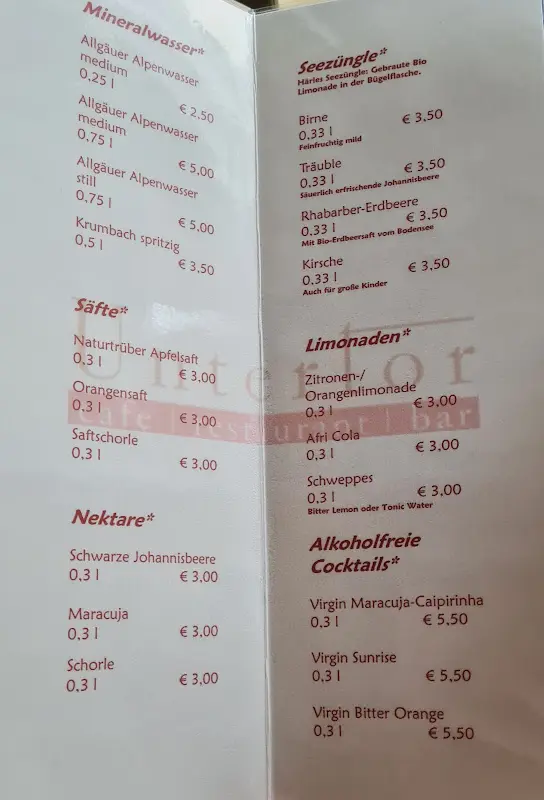 Mineralwasser*
Allgäuer Alpenwasser
medium
0,25 l
€ 2,50
Allgäuer Alpenwasser
medium
0,75 l
€ 5,00
Allgäuer Alpenwasser
still
0,75 l
€ 5,00
Krumbach spritzig
0,5 l
€ 3,50
Säfte*
Naturtrüber Apfelsaft
0,3 l
€ 3,00
Orangensaft
0,3 l
€ 3,00
Saftschorle
0,3 l
€ 3,00
Nektare*
Schwarze Johannisbeere
0,3 l € 3,00
Maracuja
0,3 l € 3,00
Schorle
0,3 l € 3,00
Seezüngle*
Härles Seezüngle: Gebraute Bio
Limonade in der Bügelflasche.
Birne
0,33 l € 3,50
Feinfruchtig mild
Träuble
0,33 l € 3,50
Säuerlich erfrischende Johannisbeere
Rhabarber-Erdbeere
0,33 l € 3,50
Mit Bio-Erdbeersaft vom Bodensee
Kirsche
0,33 l € 3,50
Auch für große Kinder
Limonaden*
Zitronen-/
Orangenlimonade
0,3 l € 3,00
Afri Cola
0,3 l € 3,00
Schweppes
0,3 l € 3,00
Bitter Lemon oder Tonic Water
Alkoholfreie
Cocktails*
Virgin Maracuja-Caipirinha
0,3 l € 5,50
Virgin Sunrise
0,3 l € 5,50
Virgin Bitter Orange
0,3 l € 5,50
Untertor
café | restaurant | bar